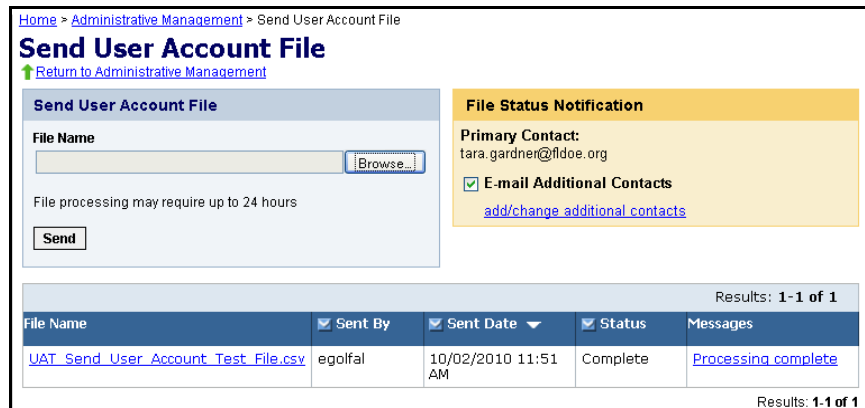 Home > Administrative Management > Send User Account File
Send User Account File
Return to Administrative Management
Send User Account File
File Name
Browse...
File processing may require up to 24 hours
Send
File Status Notification
Primary Contact:
tara.gardner@fldoe.org
E-mail Additional Contacts
add/change additional contacts
Results: 1-1 of 1
File Name Sent By Sent Date Status Messages
UAT_Send_User_Account_Test_File.csv egolfal 10/02/2010 11:51 Complete Processing complete
AM
Results: 1-1 of 1